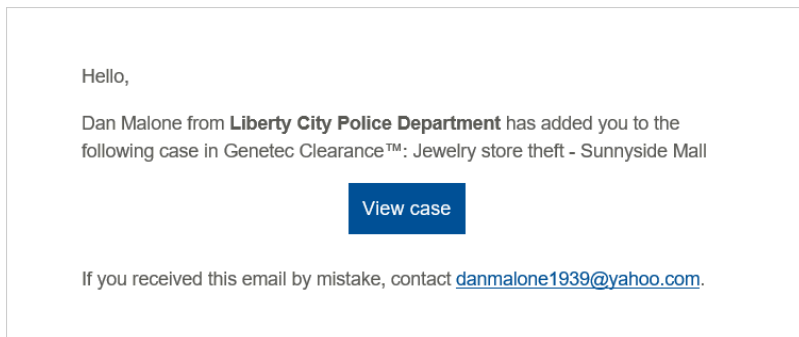 Hello,
Dan Malone from Liberty City Police Department has added you to the
following case in Genetec Clearance™: Jewelry store theft - Sunnyside Mall
View case
If you received this email by mistake, contact danmalone1939@yahoo.com.